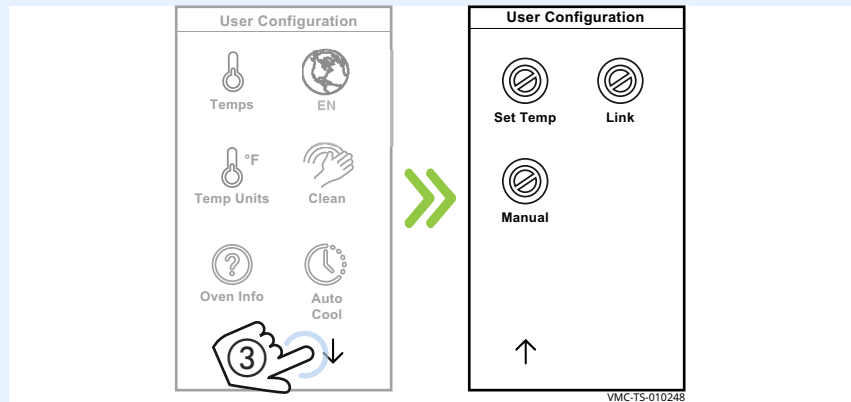 User Configuration
Temps
EN
°F
Temp Units
Clean
?
Oven Info
Auto
Cool
3
User Configuration
Set Temp
Link
Manual
VMC-TS-010248